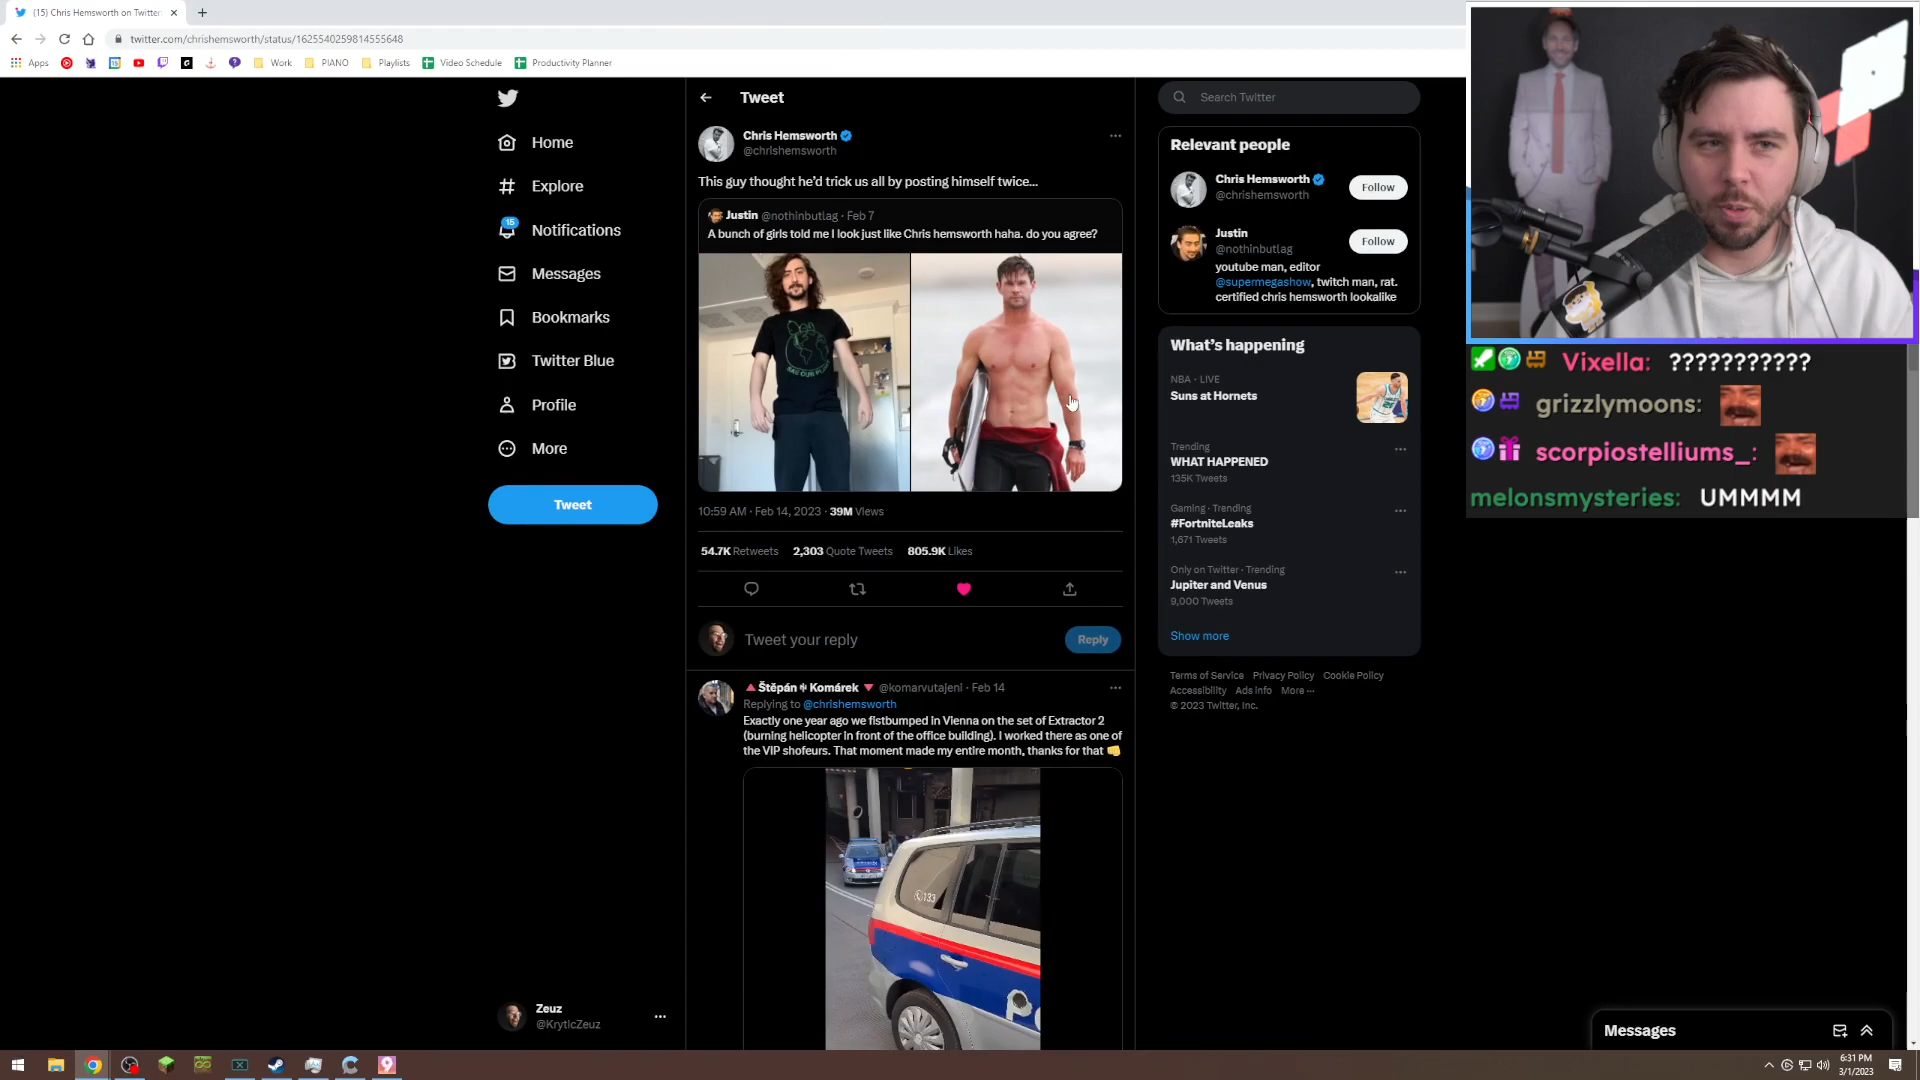 (15) Chris Hemsworth on Twitter:
twitter.com/chrishemsworth/status/1625540259814555648
Apps
Work
PIANO
Playlists
Video Schedule
Productivity Planner
Home
Explore
15
Notifications
Messages
Bookmarks
Twitter Blue
Profile
More
Tweet
Zeuz
@KryticZeuz
Tweet
Chris Hemsworth
@chrishemsworth
This guy thought he'd trick us all by posting himself twice...
Justin @nothinbutlag · Feb 7
A bunch of girls told me I look just like Chris hemsworth haha. do you agree?
10:59 AM · Feb 14, 2023 · 39M Views
54.7K Retweets 2,303 Quote Tweets 805.9K Likes
Tweet your reply
Reply
Štěpán Komárek @komarvutajeni · Feb 14
Replying to @chrishemsworth
Exactly one year ago we fistbumped in Vienna on the set of Extractor 2
(burning helicopter in front of the office building). I worked there as one of
the VIP shofeurs. That moment made my entire month, thanks for that
133
Search Twitter
Relevant people
Chris Hemsworth
@chrishemsworth
Follow
Justin
@nothinbutlag
Follow
youtube man, editor
@supermegashow, twitch man, rat.
certified chris hemsworth lookalike
What's happening
NBA · LIVE
Suns at Hornets
Trending
WHAT HAPPENED
135K Tweets
Gaming · Trending
#FortniteLeaks
1,671 Tweets
Only on Twitter · Trending
Jupiter and Venus
9,000 Tweets
Show more
Terms of Service Privacy Policy Cookie Policy
Accessibility Ads info More ···
© 2023 Twitter, Inc.
Vixella: ???????????
grizzlymoons:
scorpiostelliums_:
melonsmysteries: UMMMM
Messages
6:31 PM
3/1/2023